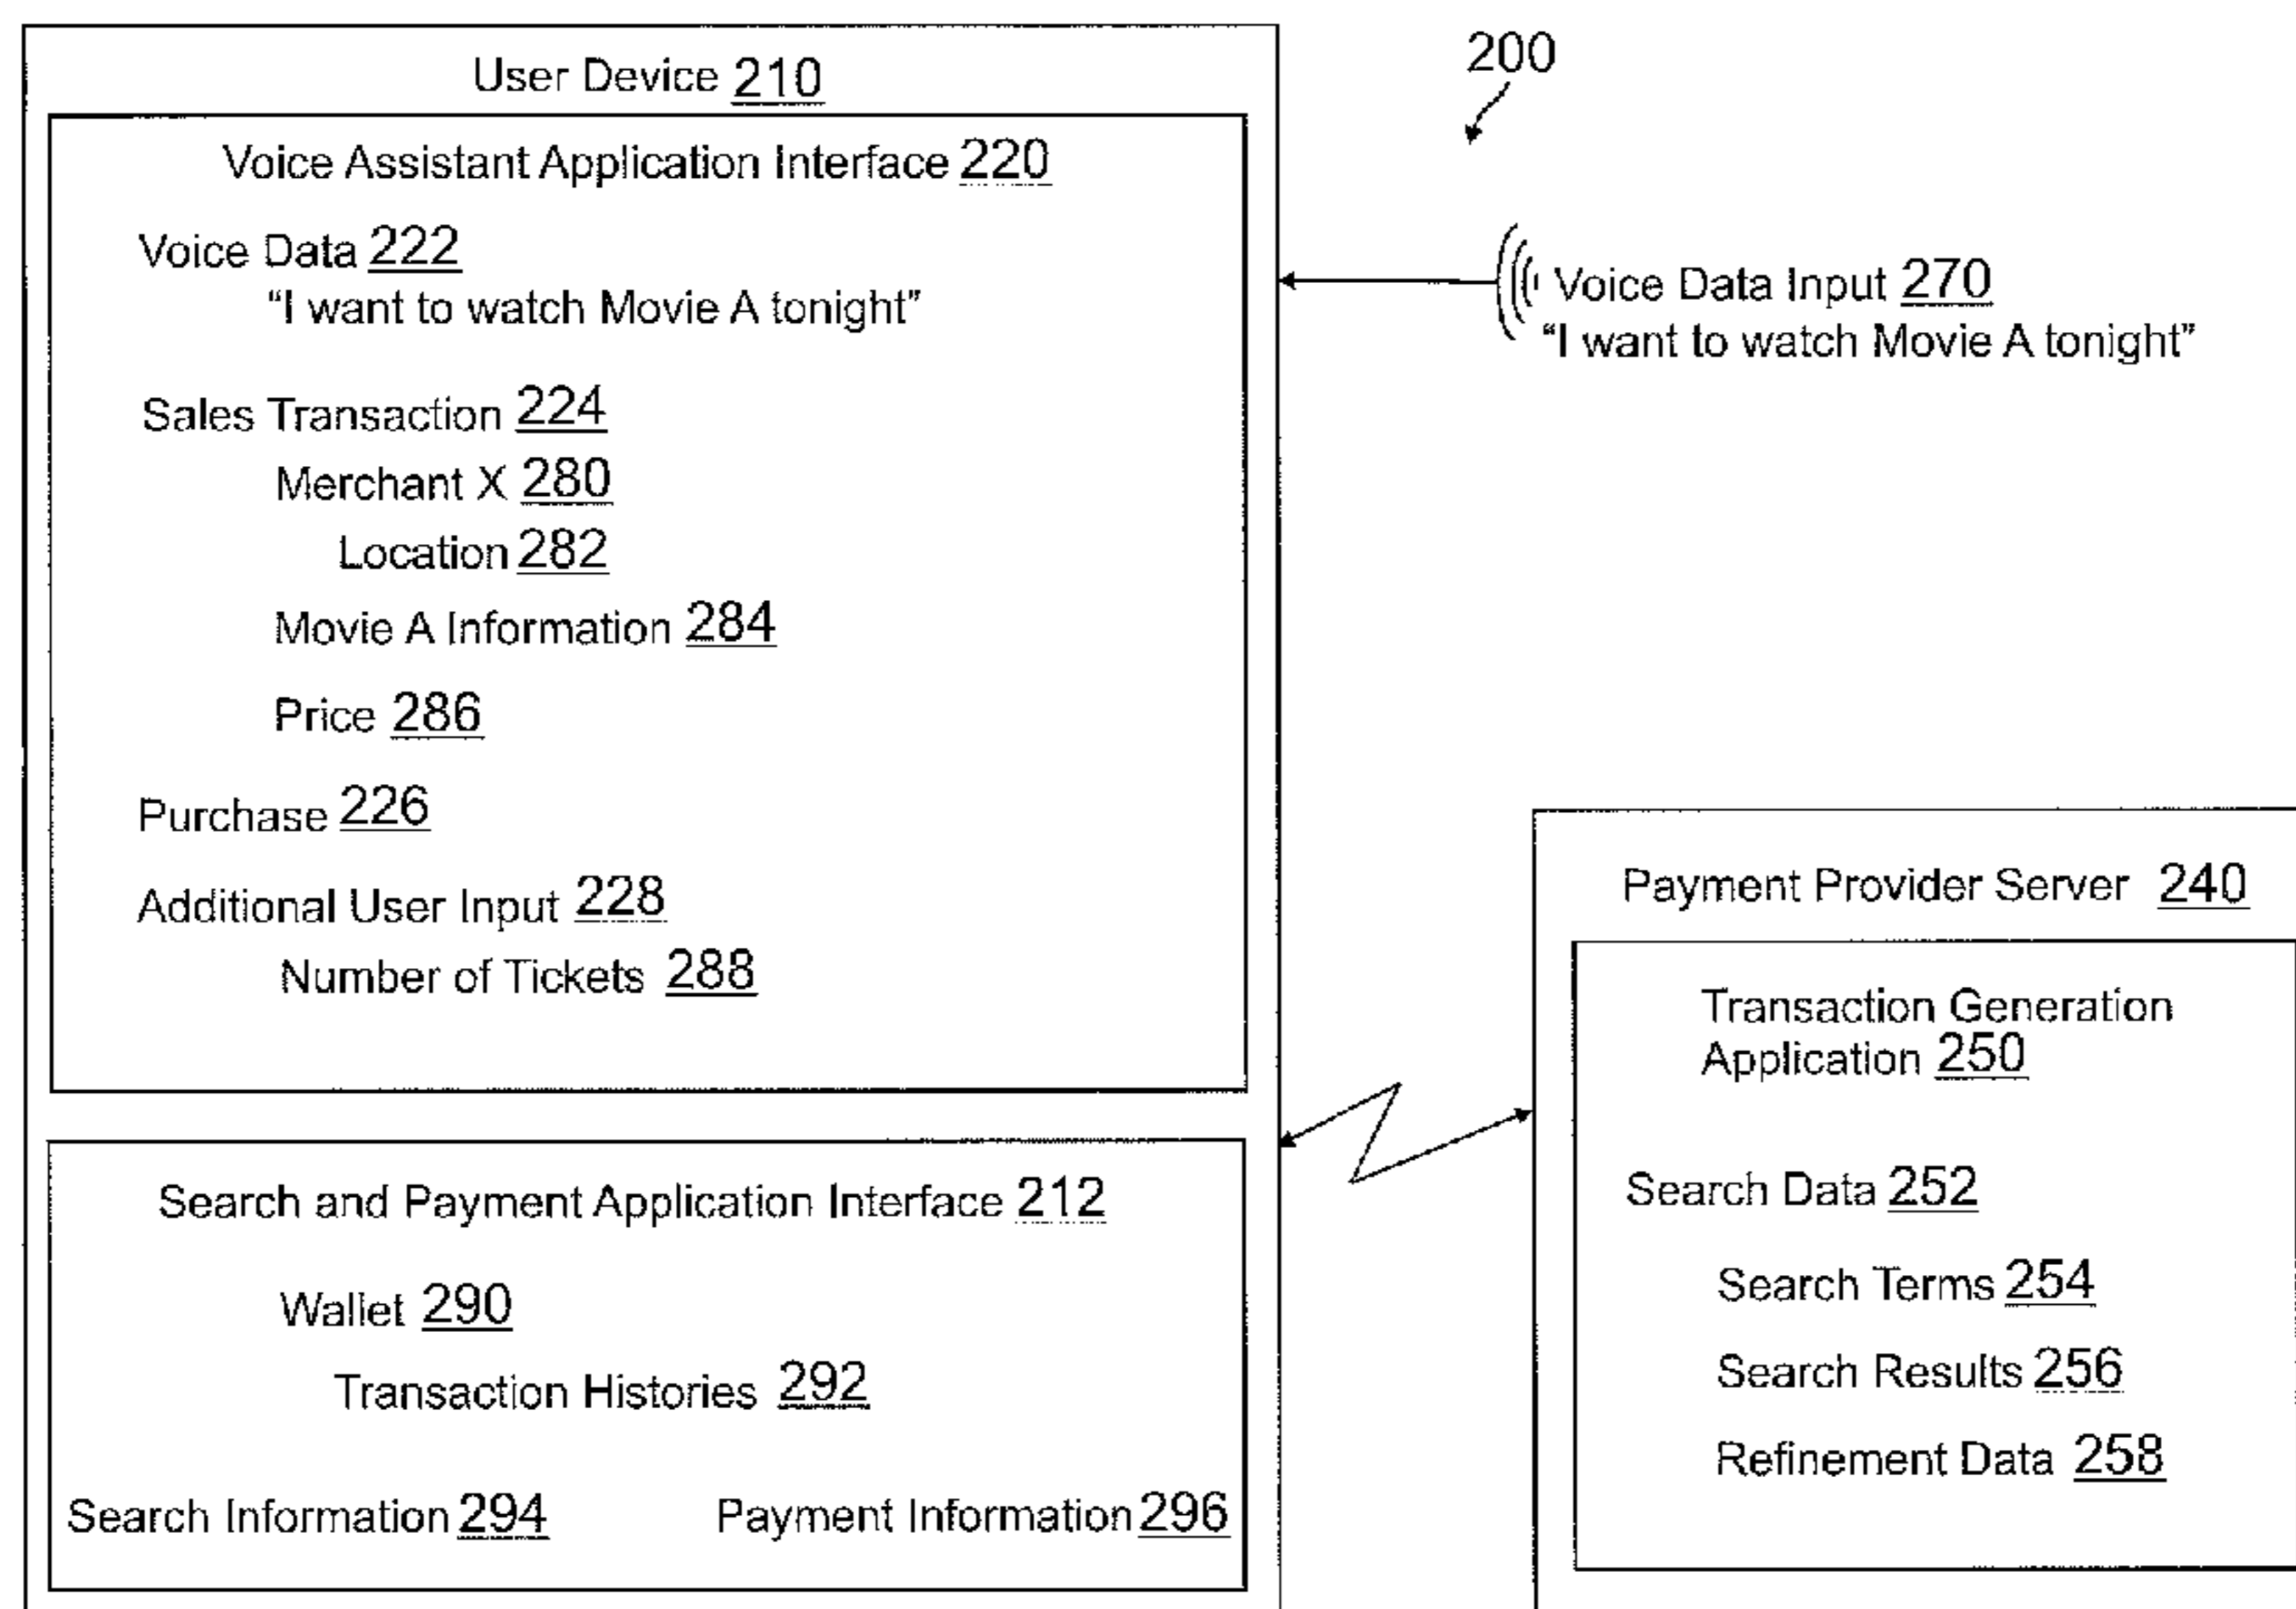 200
User Device 210
Voice Assistant Application Interface 220
Voice Data 222
“I want to watch Movie A tonight”
Sales Transaction 224
Merchant X 280
Location 282
Movie A Information 284
Price 286
Purchase 226
Additional User Input 228
Number of Tickets 288
Search and Payment Application Interface 212
Wallet 290
Transaction Histories 292
Search Information 294
Payment Information 296
Voice Data Input 270
“I want to watch Movie A tonight”
Payment Provider Server 240
Transaction Generation
Application 250
Search Data 252
Search Terms 254
Search Results 256
Refinement Data 258